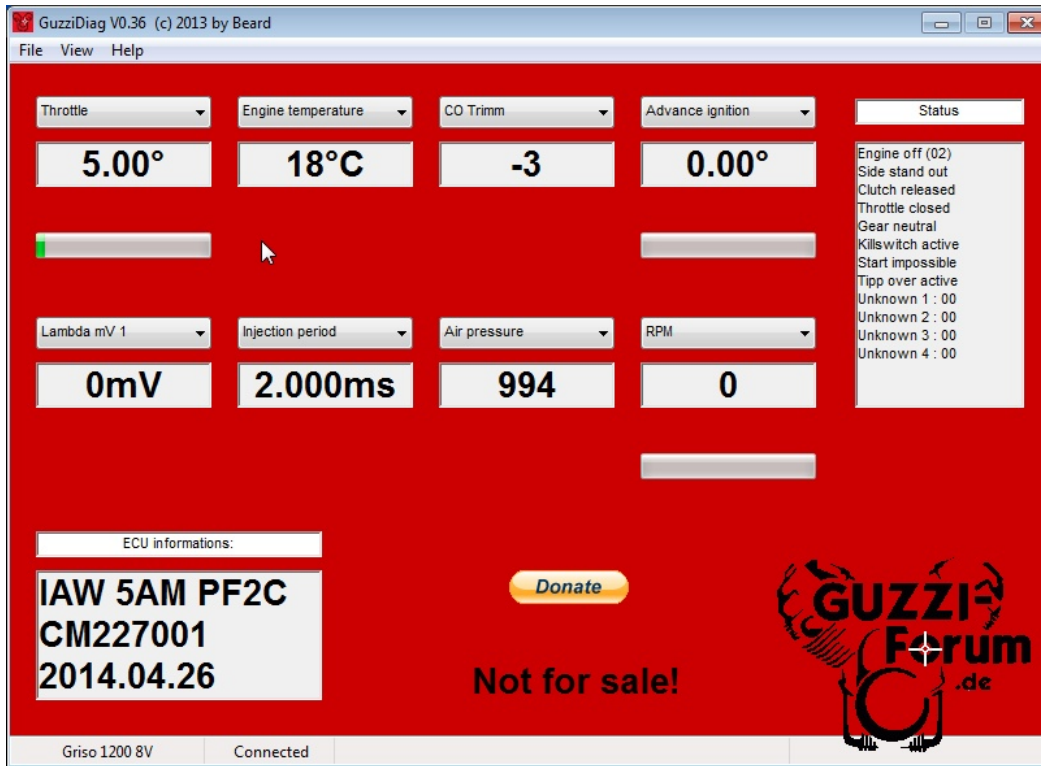 GuzziDiag V0.36 (c) 2013 by Beard
File View Help
Throttle
Engine temperature
CO Trimm
Advance ignition
Status
5.00°
18°C
-3
0.00°
Engine off (02)
Side stand out
Clutch released
Throttle closed
Gear neutral
Killswitch active
Start impossible
Tipp over active
Unknown 1 : 00
Unknown 2 : 00
Unknown 3 : 00
Unknown 4 : 00
Lambda mV 1
Injection period
Air pressure
RPM
0mV
2.000ms
994
0
ECU informations:
IAW 5AM PF2C
CM227001
2014.04.26
Donate
Not for sale!
GUZZI-
Forum
.de
Griso 1200 8V
Connected